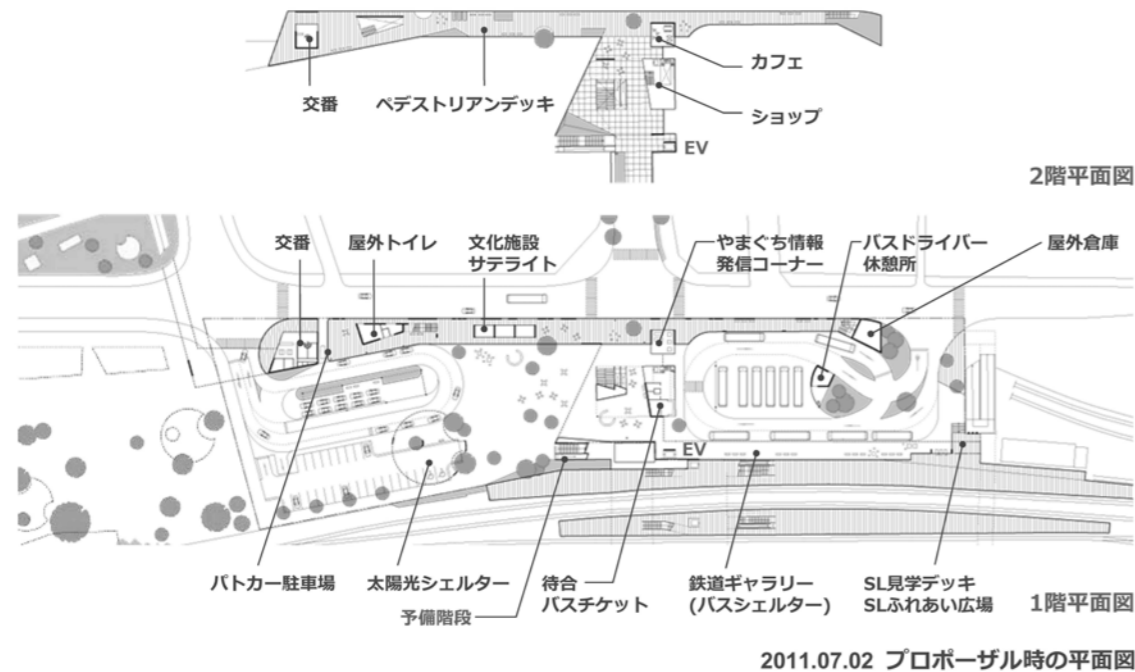 交番
ペデストリアンデッキ
カフェ
ショップ
EV
2階平面図
交番
屋外トイレ
文化施設
サテライト
やまぐち情報
発信コーナー
バスドライバー
休憩所
屋外倉庫
EV
パトカー駐車場
太陽光シェルター
予備階段
待合
バスチケット
鉄道ギャラリー
(バスシェルター)
SL見学デッキ
SLふれあい広場
1階平面図
2011.07.02 プロポーザル時の平面図